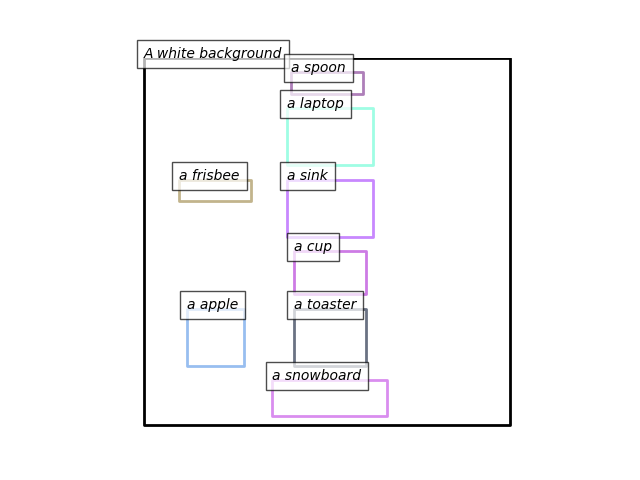 A white background
a spoon
a laptop
a frisbee
a sink
a cup
a apple
a toaster
a snowboard